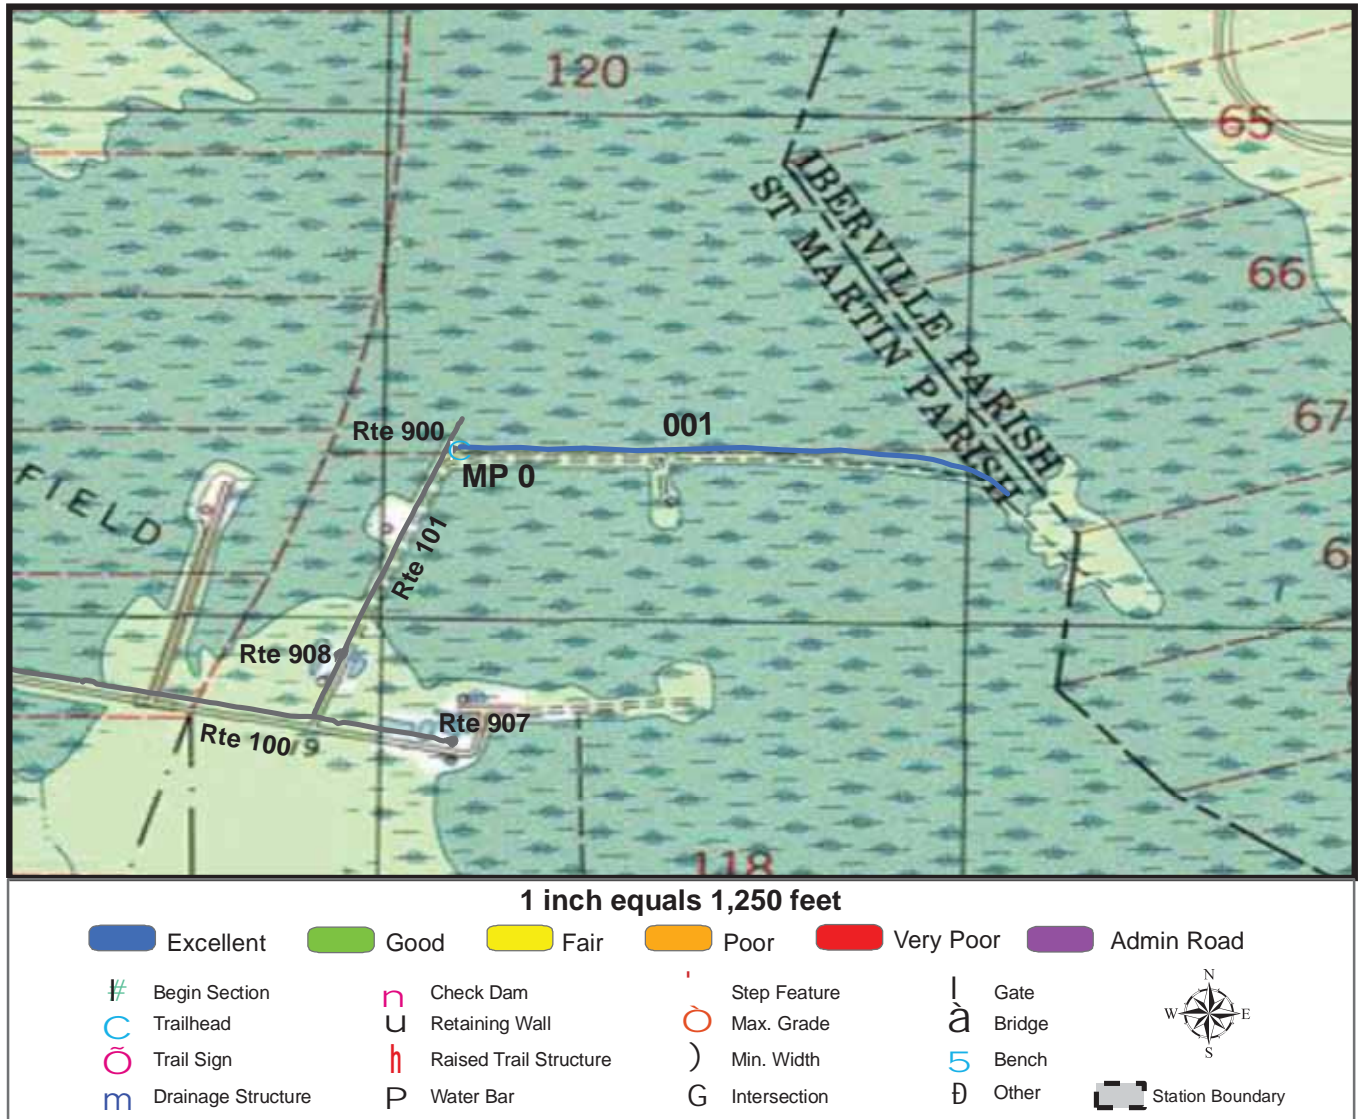 120
65
IBERVILLE PARISH
ST MARTIN PARISH
66
67
Rte 900
001
MP 0
FIELD
Rte 101
6
Rte 908
Rte 907
Rte 100
9
118
1 inch equals 1,250 feet
Excellent Good Fair Poor Very Poor Admin Road
Begin Section n Check Dam ' Step Feature Gate
C Trailhead u Retaining Wall Ò Max. Grade à Bridge
Õ Trail Sign h Raised Trail Structure ) Min. Width 5 Bench
m Drainage Structure P Water Bar G Intersection Ð Other Station Boundary
N
W E
S